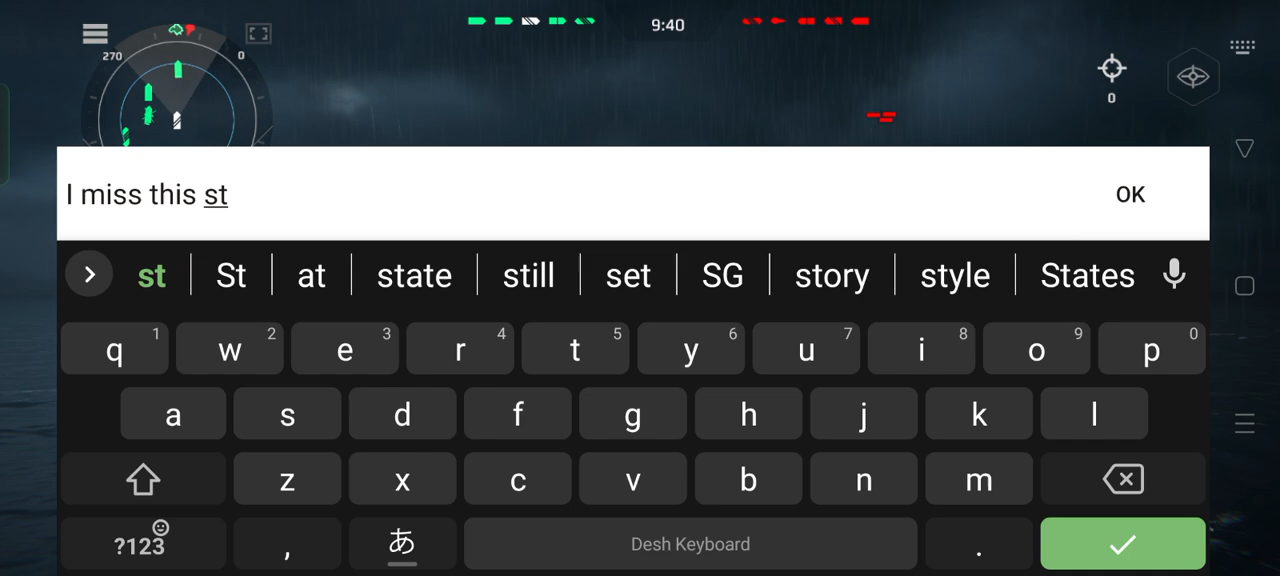 9:40
270
0
0
I miss this st
OK
st St at state still set SG story style States
q 1 w 2 e 3 r 4 t 5 y 6 u 7 i 8 o 9 p 0
a s d f g h j k l
z x c v b n m
?123 , あ Desh Keyboard .